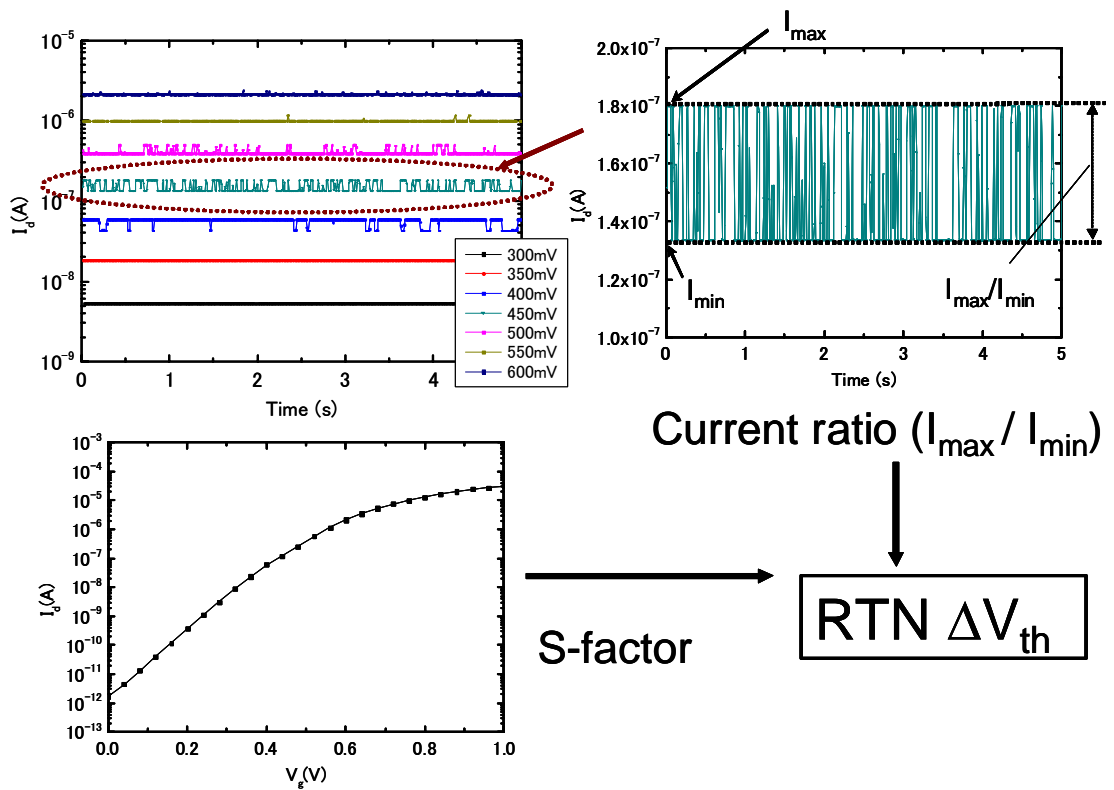 10⁻⁵
10⁻⁶
10⁻⁷
10⁻⁸
10⁻⁹
I_d(A)
0 1 2 3 4
Time (s)
300mV
350mV
400mV
450mV
500mV
550mV
600mV
I_max
2.0x10⁻⁷
1.8x10⁻⁷
1.6x10⁻⁷
1.4x10⁻⁷
1.2x10⁻⁷
1.0x10⁻⁷
I_d(A)
I_min
I_max/I_min
0 1 2 3 4 5
Time (s)
Current ratio (I_max / I_min)
10⁻³
10⁻⁴
10⁻⁵
10⁻⁶
10⁻⁷
10⁻⁸
10⁻⁹
10⁻¹⁰
10⁻¹¹
10⁻¹²
10⁻¹³
I_d(A)
0.0 0.2 0.4 0.6 0.8 1.0
V_g(V)
S-factor
RTN ΔV_th